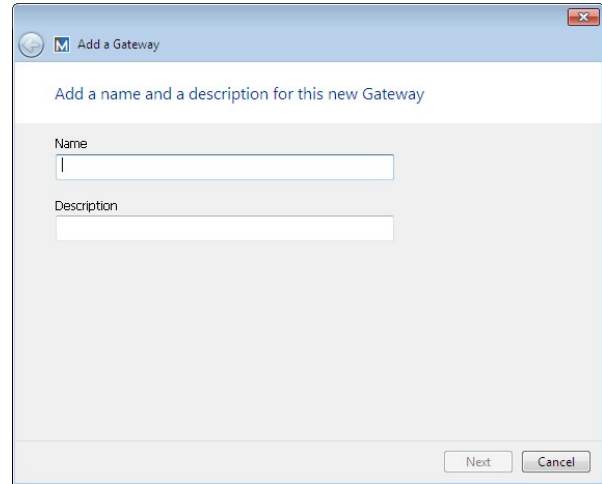 M Add a Gateway
Add a name and a description for this new Gateway
Name
Description
Next Cancel